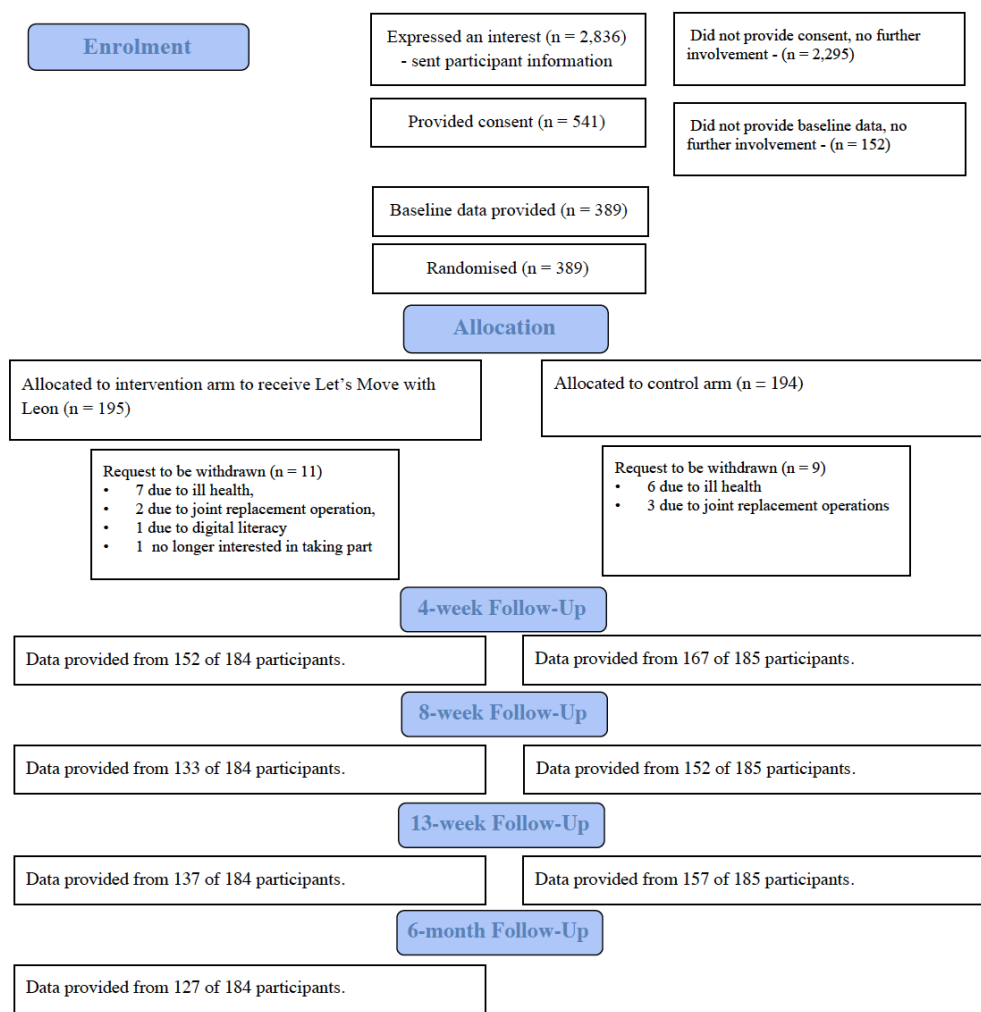 Enrolment
Expressed an interest (n = 2,836)
- sent participant information
Did not provide consent, no further
involvement - (n = 2,295)
Provided consent (n = 541)
Did not provide baseline data, no
further involvement - (n = 152)
Baseline data provided (n = 389)
Randomised (n = 389)
Allocation
Allocated to intervention arm to receive Let's Move with
Leon (n = 195)
Allocated to control arm (n = 194)
Request to be withdrawn (n = 11)
• 7 due to ill health,
• 2 due to joint replacement operation,
• 1 due to digital literacy
• 1 no longer interested in taking part
Request to be withdrawn (n = 9)
• 6 due to ill health
• 3 due to joint replacement operations
4-week Follow-Up
Data provided from 152 of 184 participants.
Data provided from 167 of 185 participants.
8-week Follow-Up
Data provided from 133 of 184 participants.
Data provided from 152 of 185 participants.
13-week Follow-Up
Data provided from 137 of 184 participants.
Data provided from 157 of 185 participants.
6-month Follow-Up
Data provided from 127 of 184 participants.